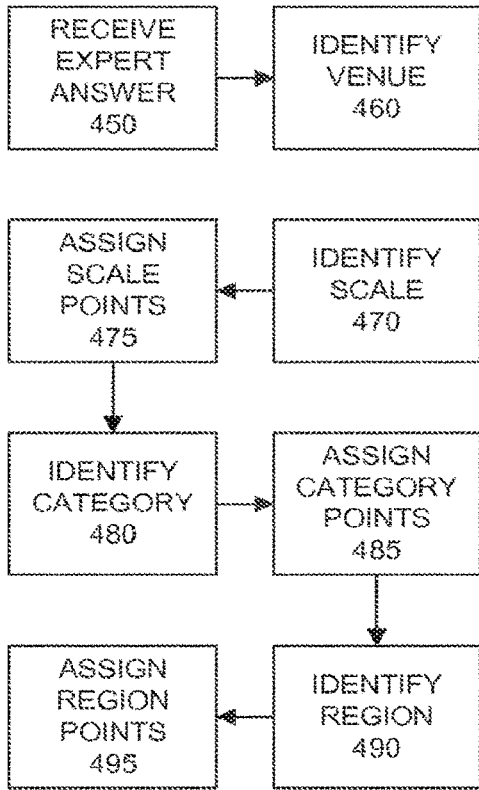 RECEIVE
EXPERT
ANSWER
450
IDENTIFY
VENUE
460
ASSIGN
SCALE
POINTS
475
IDENTIFY
SCALE
470
IDENTIFY
CATEGORY
480
ASSIGN
CATEGORY
POINTS
485
ASSIGN
REGION
POINTS
495
IDENTIFY
REGION
490